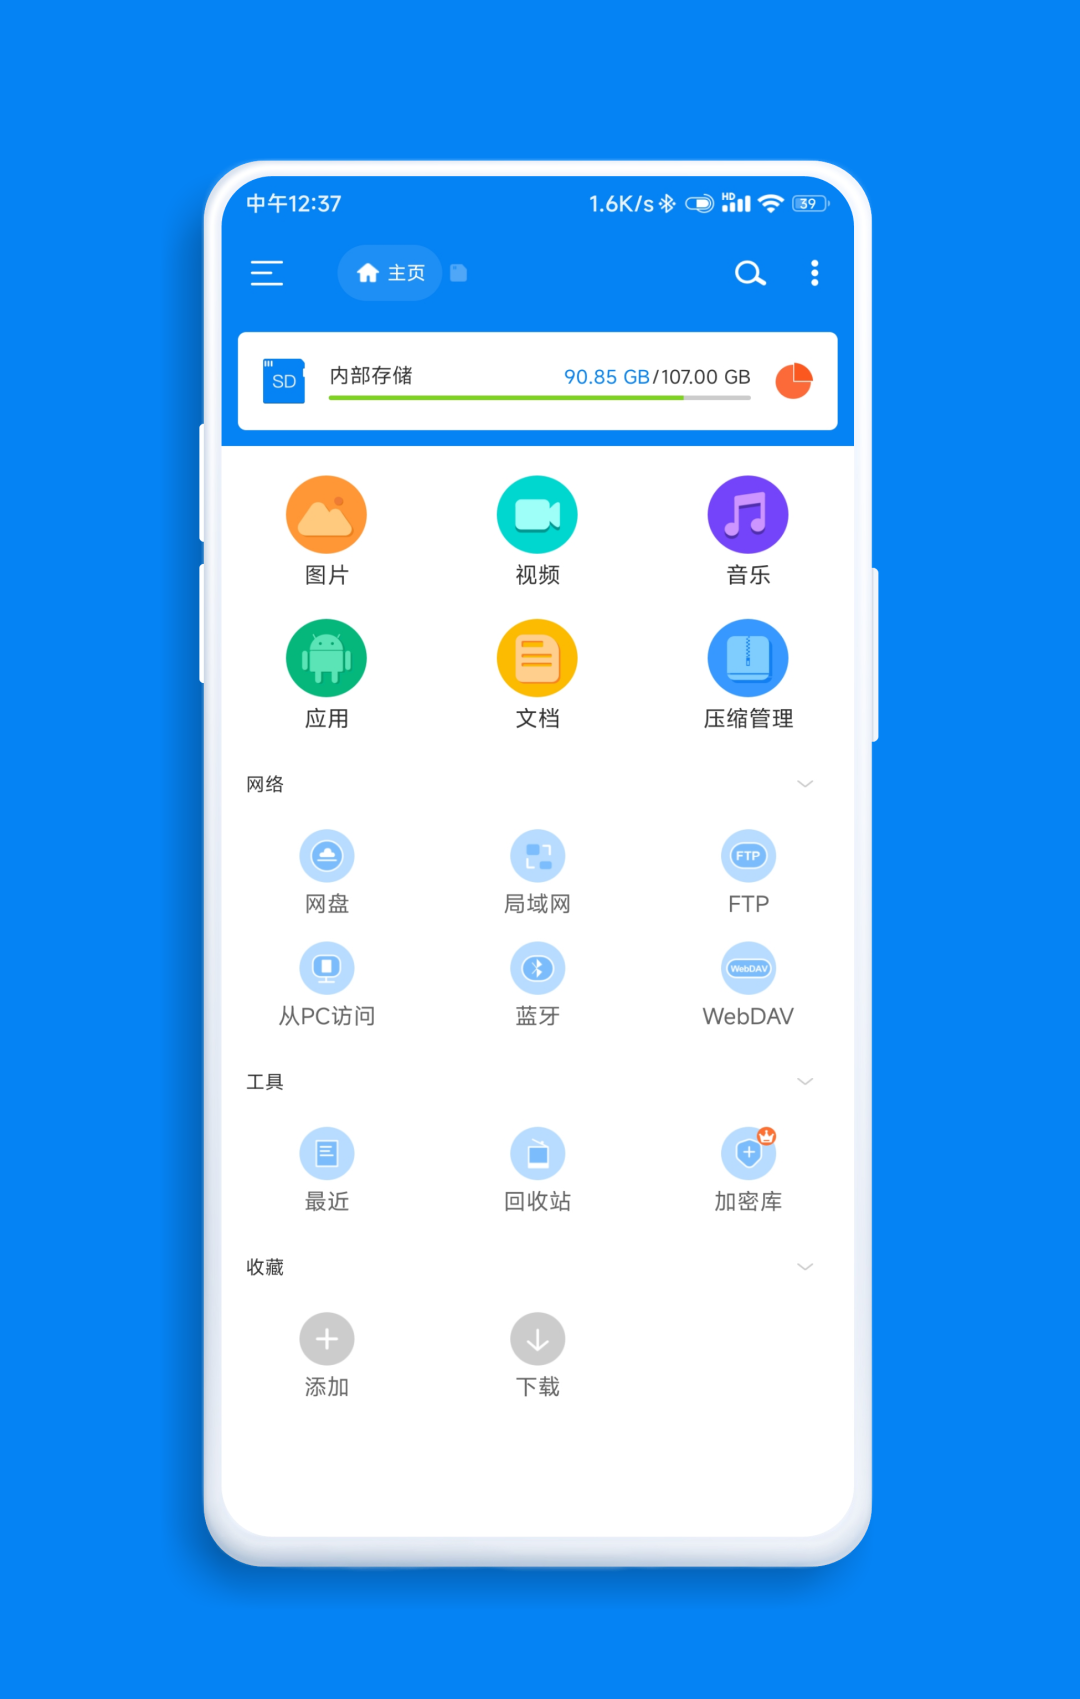 中午12:37 1.6K/s HD 39
主页
SD 内部存储 90.85 GB/107.00 GB
图片 视频 音乐
应用 文档 压缩管理
网络
FTP
网盘 局域网 FTP
WebDAV
从PC访问 蓝牙 WebDAV
工具
最近 回收站 加密库
收藏
添加 下载